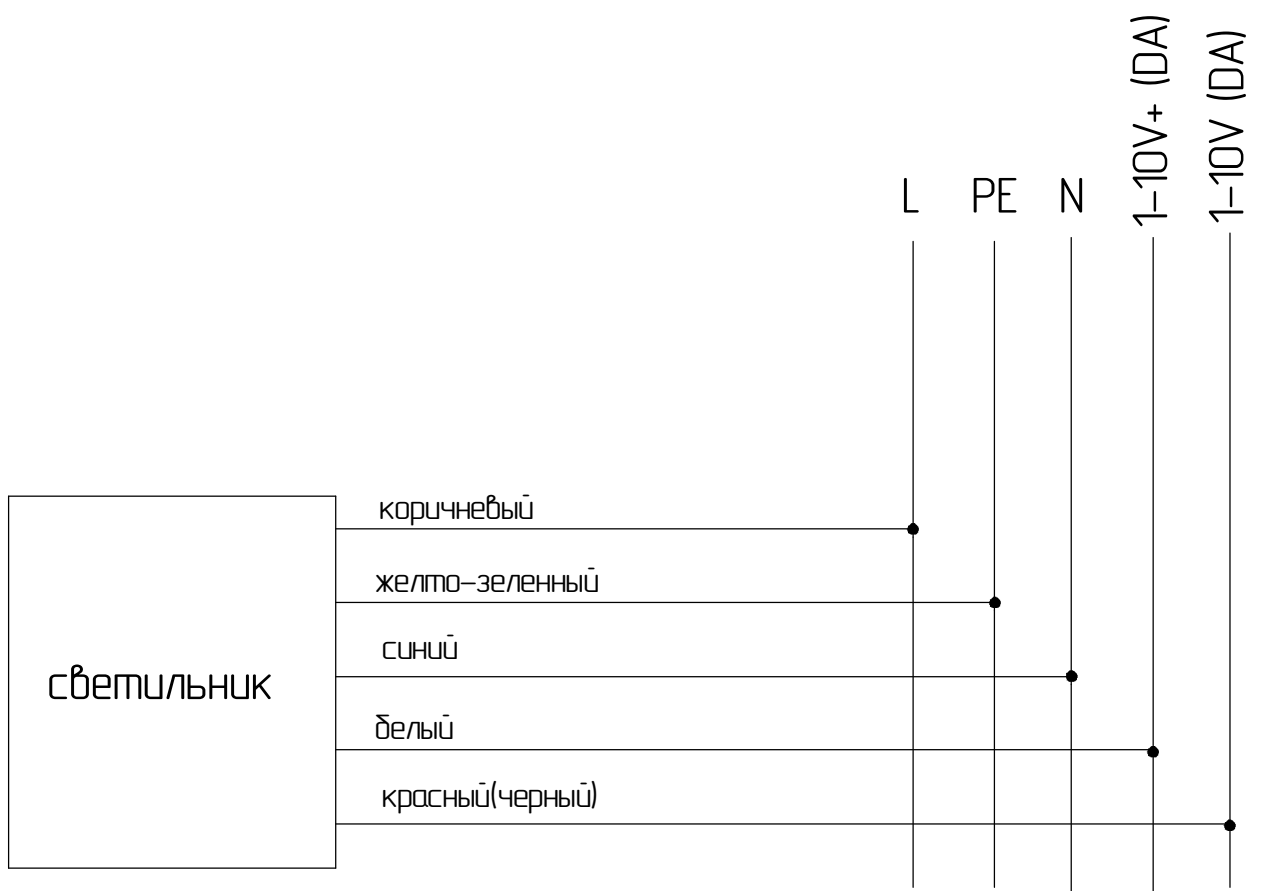 1-10V+ (DA)
1-10V (DA)
L PE N
коричневый
желто-зеленный
синий
светильник
белый
красный(черный)